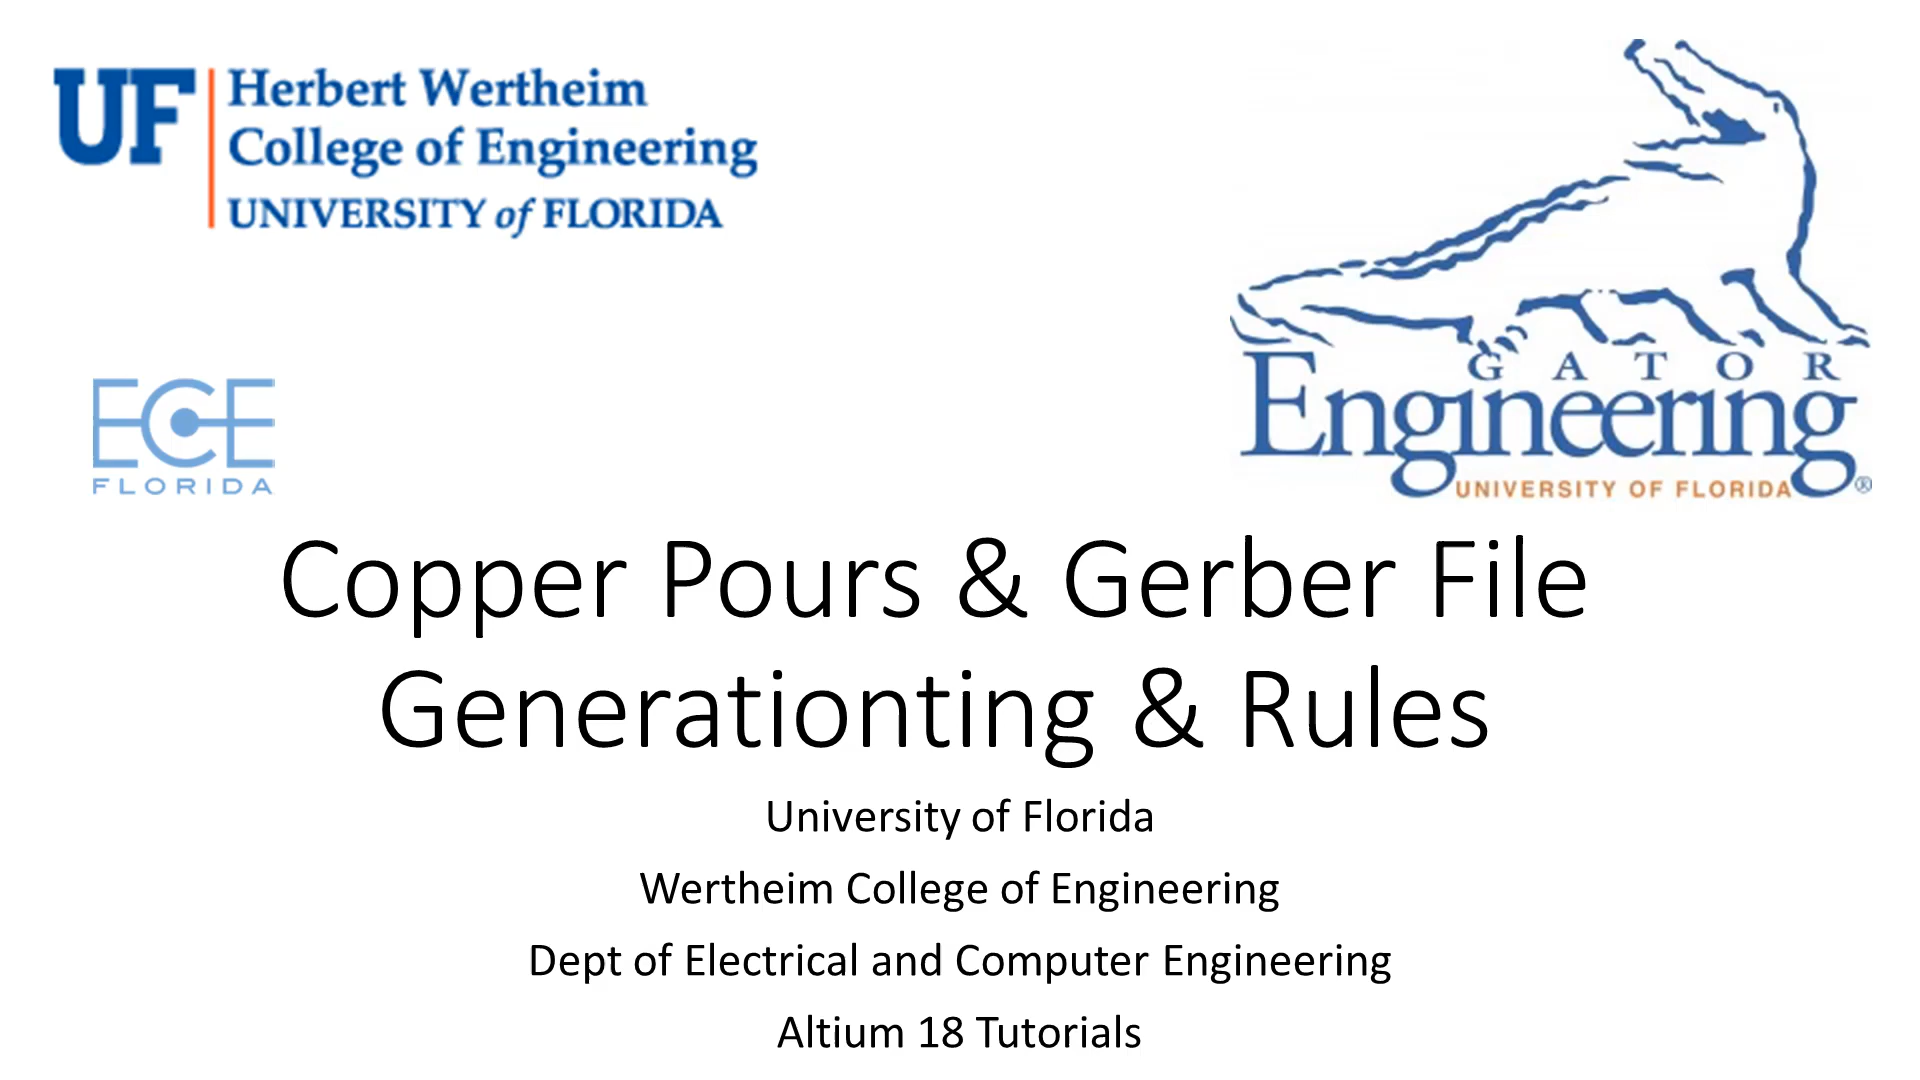 UF Herbert Wertheim
College of Engineering
UNIVERSITY of FLORIDA
GATOR
Engineering
UNIVERSITY OF FLORIDA®
ECE
FLORIDA
Copper Pours & Gerber File
Generationting & Rules
University of Florida
Wertheim College of Engineering
Dept of Electrical and Computer Engineering
Altium 18 Tutorials